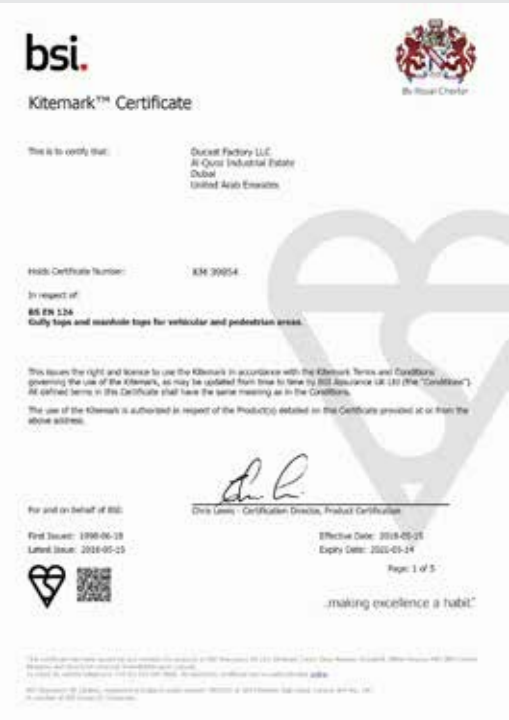 bsi.
By Royal Charter
Kitemark™ Certificate
This is to certify that:
Ducast Factory LLC
Al-Quoz Industrial Estate
Dubai
United Arab Emirates
Holds Certificate Number:
KM 39854
In respect of:
BS EN 124
Gully tops and manhole tops for vehicular and pedestrian areas.
This issues the right and licence to use the Kitemark in accordance with the Kitemark Terms and Conditions
governing the use of the Kitemark, as may be updated from time to time by BSI Assurance UK Ltd (the "Conditions").
All defined terms in this Certificate shall have the same meaning as in the Conditions.
The use of the Kitemark is authorized in respect of the Product(s) detailed on this Certificate provided at or from the
above address.
For and on behalf of BSI:
Chris Lewis - Certification Director, Product Certification
First Issued: 1998-06-18
Effective Date: 2018-05-15
Latest Issue: 2018-05-15
Expiry Date: 2021-03-14
Page: 1 of 5
...making excellence a habit.™